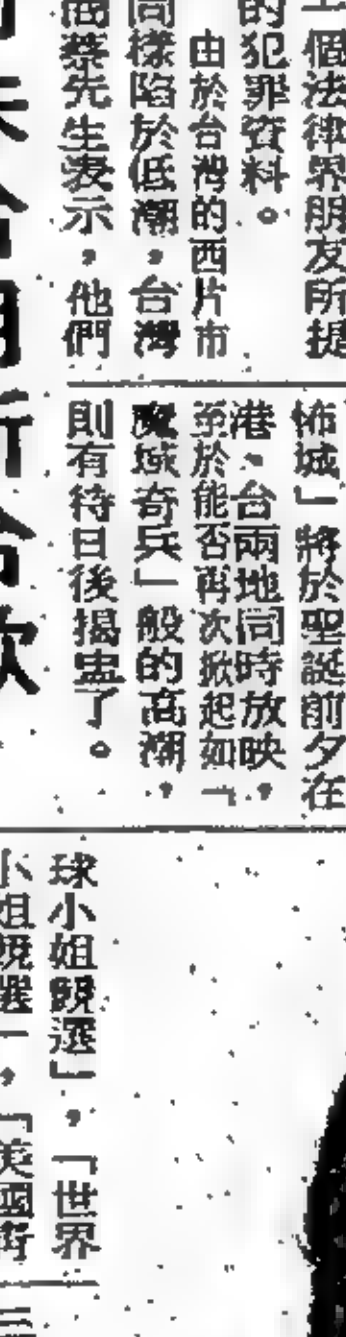 個法律界朋友所提
的犯罪資料。
由於台灣的西片市
同樣陷於低潮，台灣
商蔡先生表示，他們
怖城」將於聖誕前夕在
港、台兩地同時放映，
至於能否再次掀起如「
魔域奇兵」般的高潮，
則有待日後揭盅了。
球小姐競選」，「世界
小姐競選」，「美國